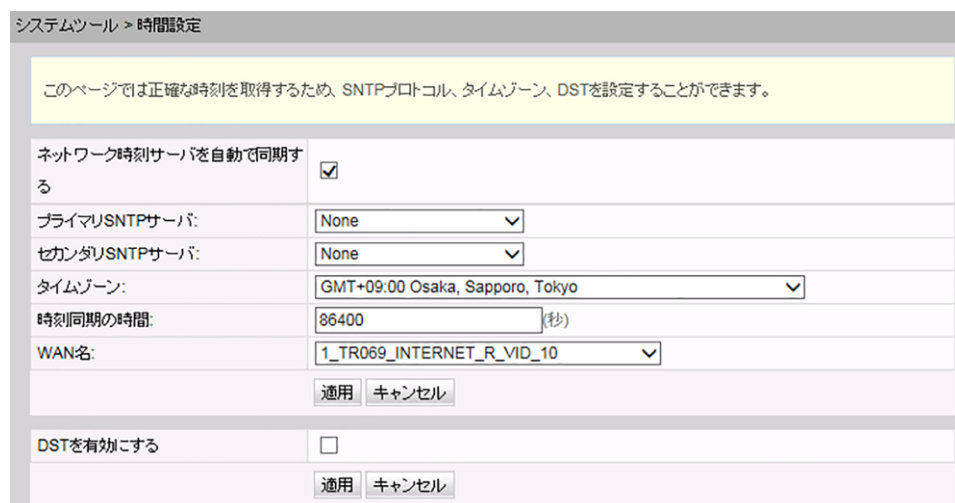 システムツール > 時間設定
このページでは正確な時刻を取得するため、SNTPプロトコル、タイムゾーン、DSTを設定することができます。
ネットワーク時刻サーバを自動で同期す
る
プライマリSNTPサーバ: None
セカンダリSNTPサーバ: None
タイムゾーン: GMT+09:00 Osaka, Sapporo, Tokyo
時刻同期の時間: 86400 (秒)
WAN名: 1_TR069_INTERNET_R_VID_10
適用 キャンセル
DSTを有効にする
適用 キャンセル